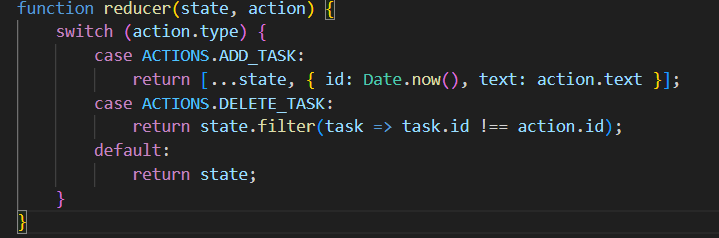 function reducer(state, action) {
    switch (action.type) {
        case ACTIONS.ADD_TASK:
            return [...state, { id: Date.now(), text: action.text }];
        case ACTIONS.DELETE_TASK:
            return state.filter(task => task.id !== action.id);
        default:
            return state;
    }
}